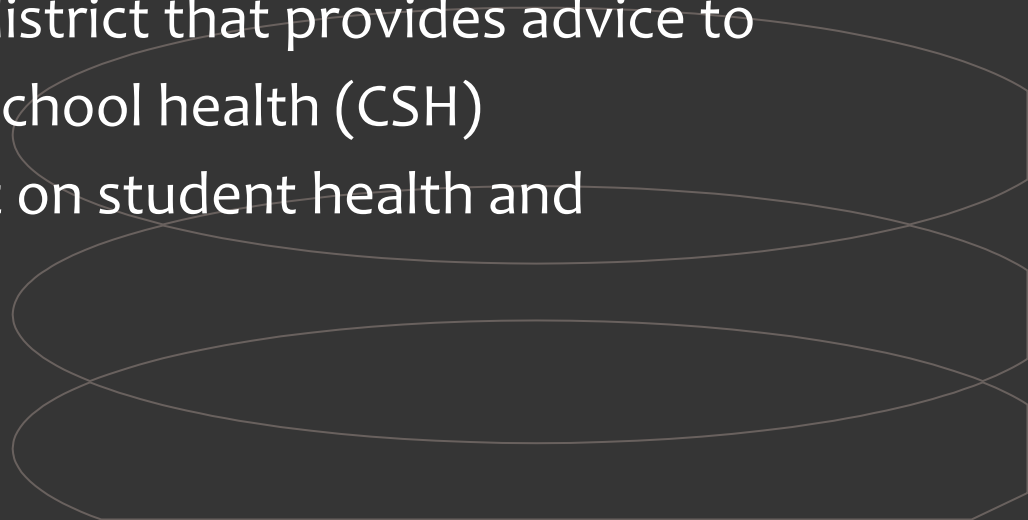 istrict that provides advice to
chool health (CSH)
on student health and